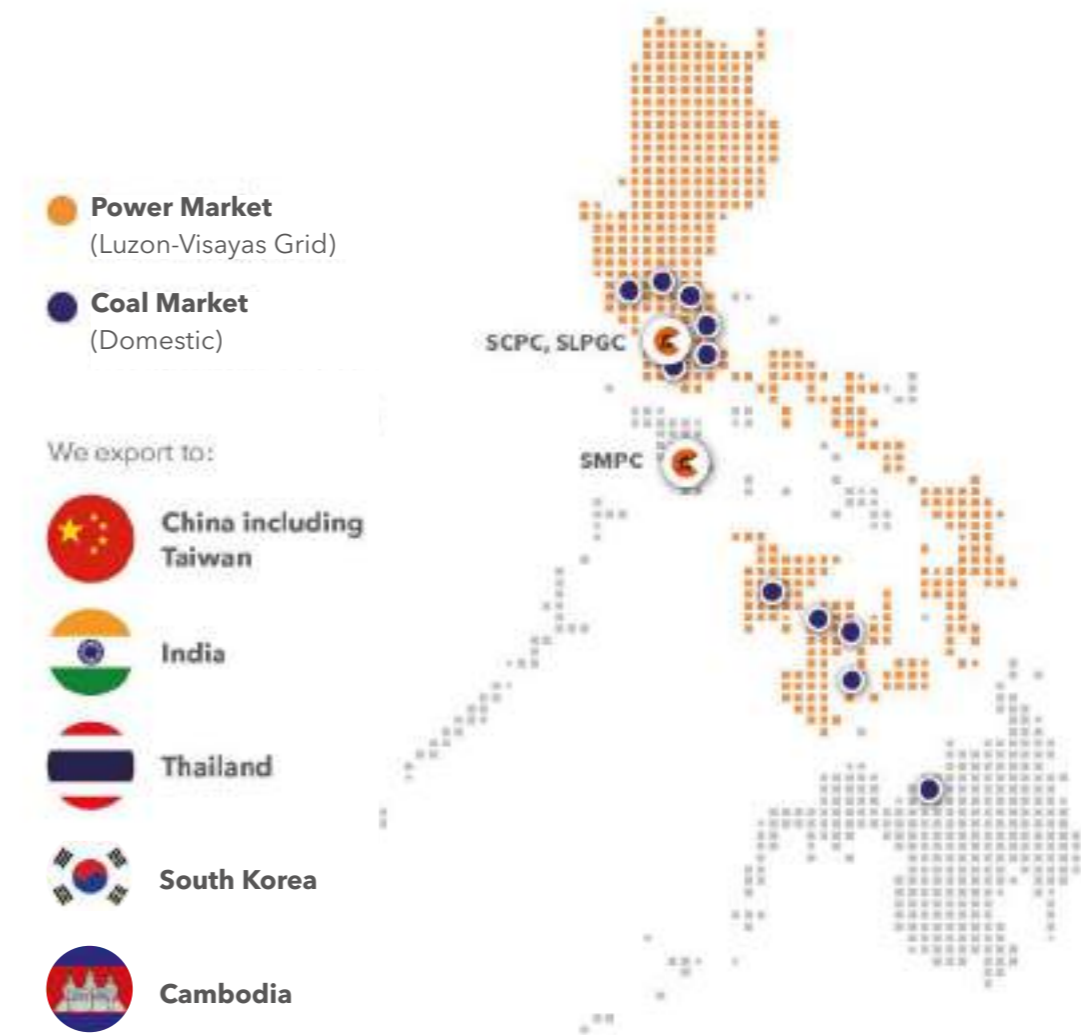 Power Market
(Luzon-Visayas Grid)
Coal Market
(Domestic)
SCPC, SLPGC
SMPC
We export to:
China including
Taiwan
India
Thailand
South Korea
Cambodia